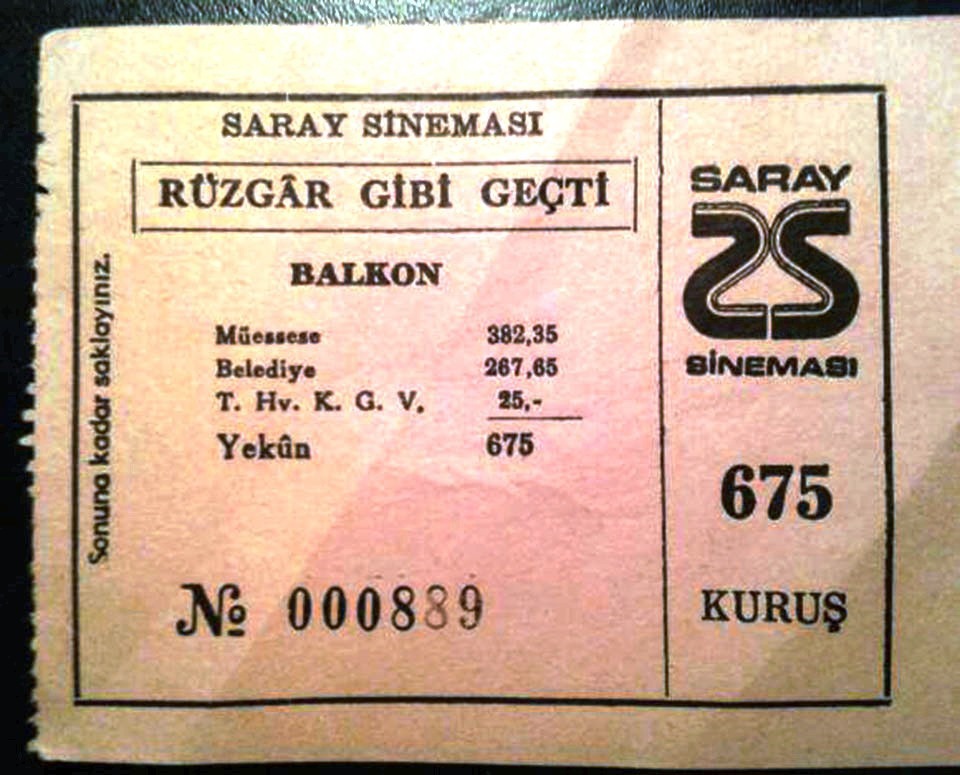 SARAY SİNEMASI
RÜZGÂR GİBİ GEÇTİ
BALKON
Müessese 382,35
Belediye 267,65
T. Hv. K. G. V. 25,-
Yekûn 675
№ 000889
Sonuna kadar saklayınız.
SARAY
SİNEMASI
675
KURUŞ